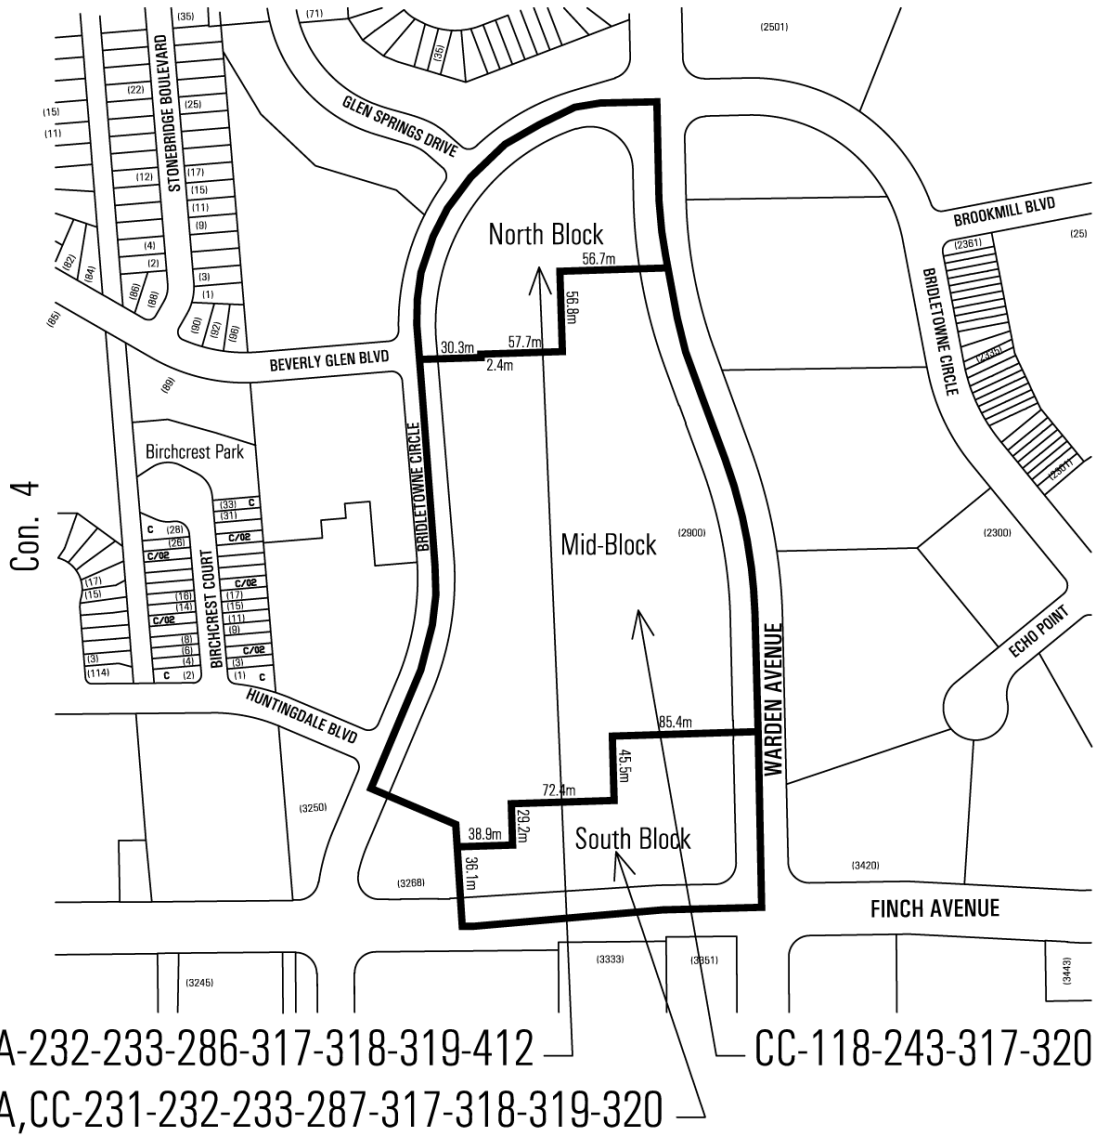 (35)
(71)
(35)
(2501)
STONEBRIDGE BOULEVARD
(22)
(25)
(15)
(11)
GLEN SPRINGS DRIVE
(12)
(17)
(15)
(11)
(9)
BROOKMILL BLVD
(25)
North Block
(4)
(2)
(82)
(84)
(3)
(1)
(86)
(88)
(2361)
56.7m
56.8m
BRIDLETOWNE CIRCLE
(85)
(90)
(92)
(96)
30.3m
57.7m
2.4m
BEVERLY GLEN BLVD
(2335)
(89)
Birchcrest Park
BRIDLETOWNE CIRCLE
(2301)
Con. 4
(33) C
(31)
C (28)
(26)
C/02
C/02
(2900)
(2300)
Mid-Block
(17)
(15)
BIRCHCREST COURT
C/02
(16)
(14)
C/02
(17)
(15)
(11)
(9)
(8)
(6)
(4)
C (2)
C/02
(3)
(1) C
(3)
(114)
ECHO POINT
WARDEN AVENUE
HUNTINGDALE BLVD
85.4m
45.5m
72.4m
29.2m
38.9m
36.1m
(3250)
South Block
(3268)
(3420)
FINCH AVENUE
(3245)
(3333)
(3351)
(3443)
A-232-233-286-317-318-319-412
CC-118-243-317-320
A,CC-231-232-233-287-317-318-319-320